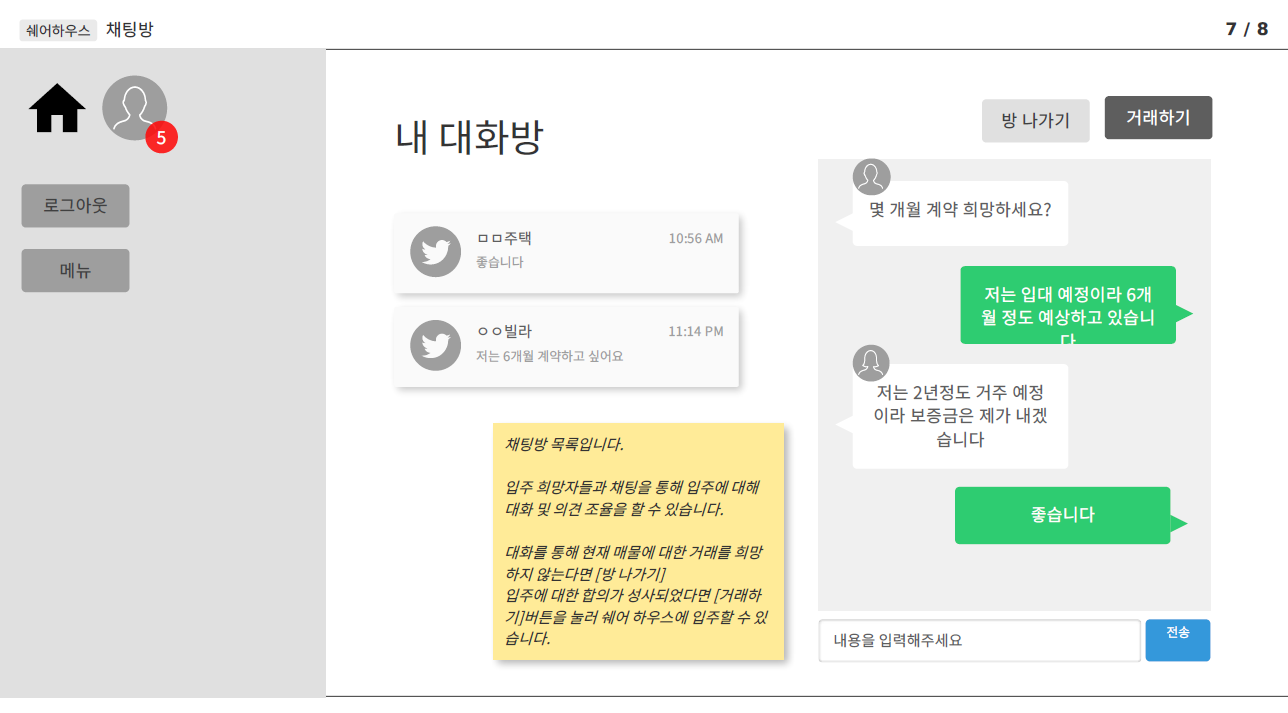 쉐어하우스 채팅방
7 / 8
5
로그아웃
메뉴
내 대화방
방 나가기
거래하기
ㅁㅁ주택
10:56 AM
좋습니다
ㅇㅇ빌라
11:14 PM
저는 6개월 계약하고 싶어요
채팅방 목록입니다.
입주 희망자들과 채팅을 통해 입주에 대해
대화 및 의견 조율을 할 수 있습니다.
대화를 통해 현재 매물에 대한 거래를 희망
하지 않는다면 [방 나가기]
입주에 대한 합의가 성사되었다면 [거래하
기]버튼을 눌러 쉐어 하우스에 입주할 수 있
습니다.
몇 개월 계약 희망하세요?
저는 입대 예정이라 6개
월 정도 예상하고 있습니
다
저는 2년정도 거주 예정
이라 보증금은 제가 내겠
습니다
좋습니다
내용을 입력해주세요
전송